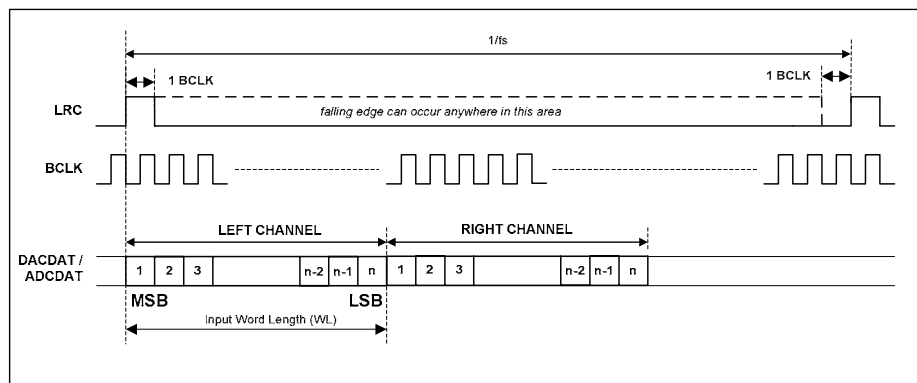 1/fs
1 BCLK
1 BCLK
LRC
falling edge can occur anywhere in this area
BCLK
LEFT CHANNEL
RIGHT CHANNEL
DACDAT /
ADCDAT
1 2 3 n-2 n-1 n 1 2 3 n-2 n-1 n
MSB
LSB
Input Word Length (WL)